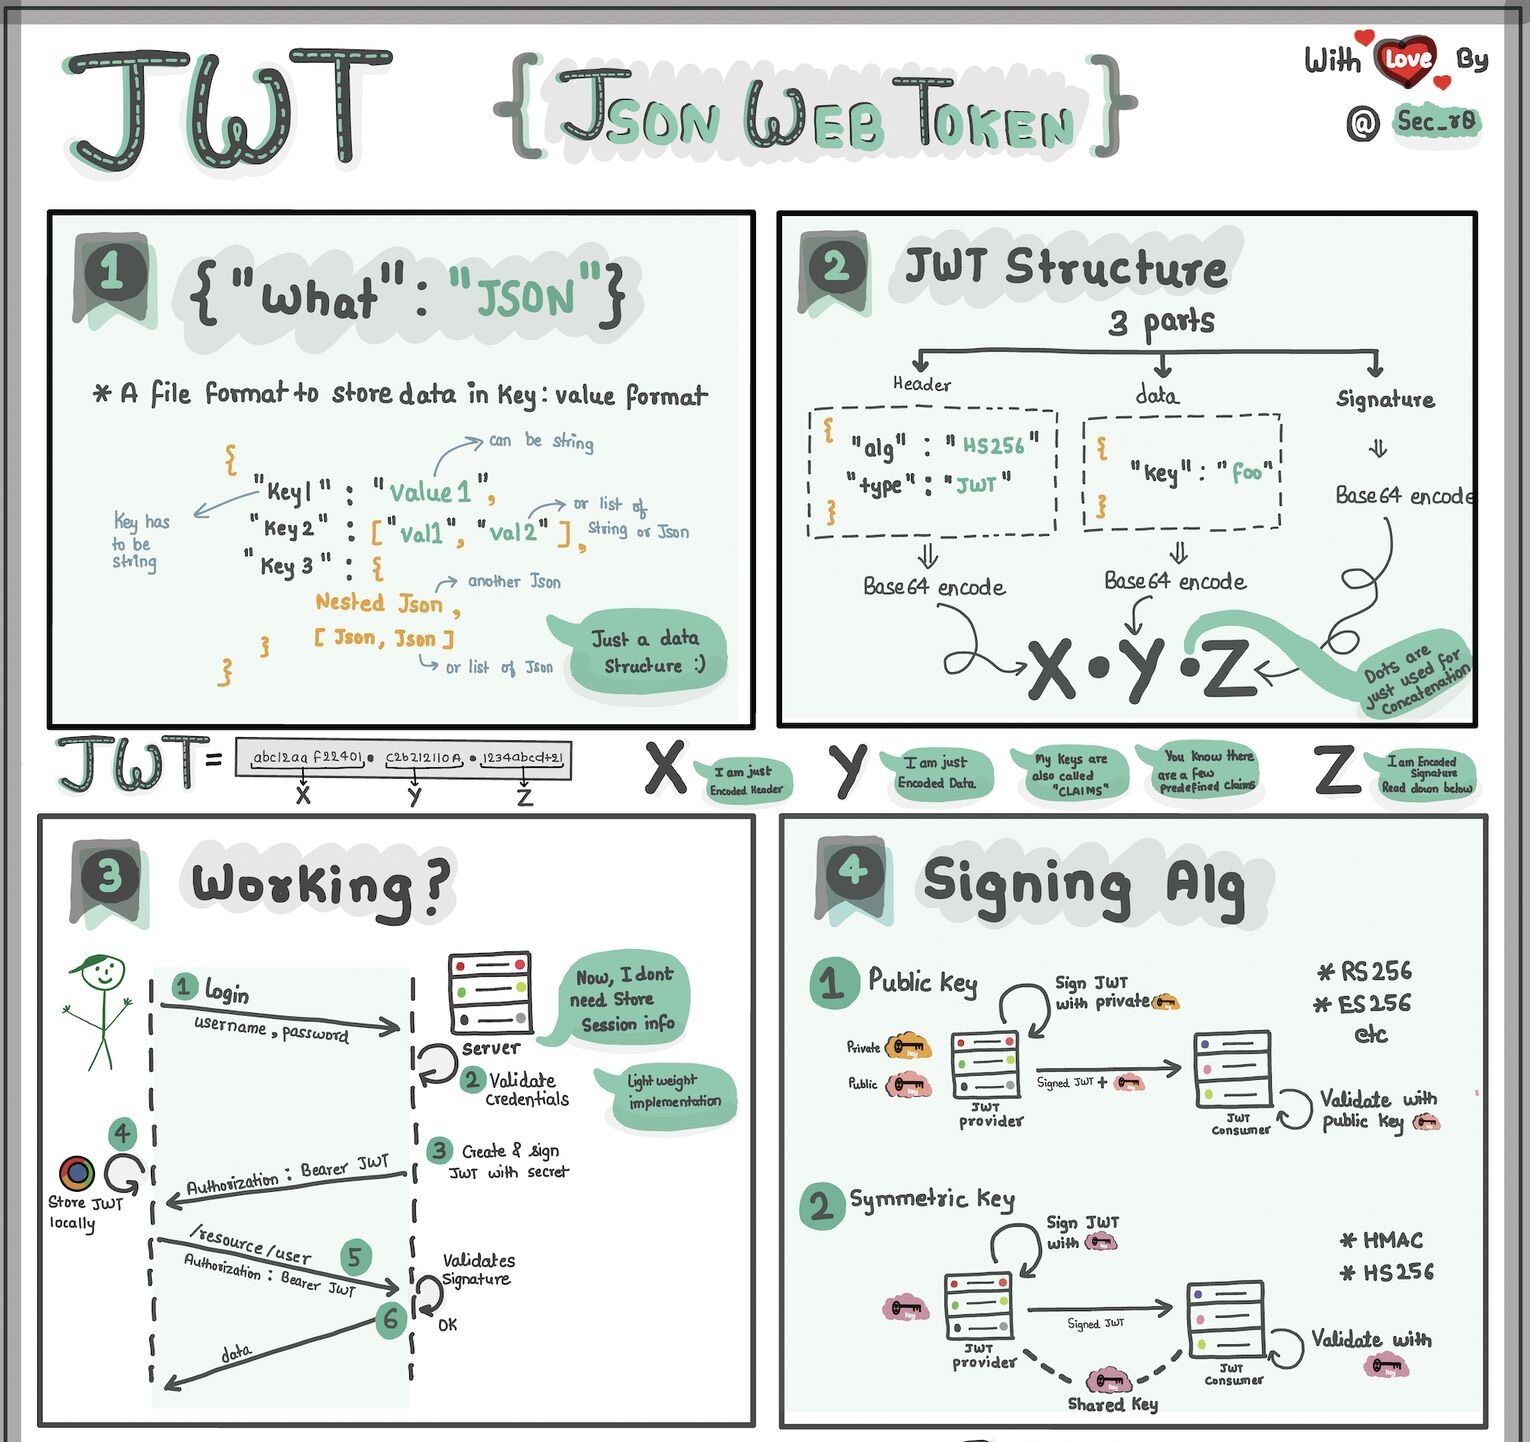 JWT
{ JSON WEB TOKEN }
With Love By
@ Sec_r0
1
{ "What" : "JSON" }
* A file format to store data in Key : value format
{
"Key1" : "Value1",
"Key2" : ["val1", "val2"],
"Key3" : {
Nested Json,
[ Json, Json ]
}
}
can be string
Key has
to be
string
or list of
String or Json
another Json
or list of Json
Just a data
Structure :)
2
JWT Structure
3 parts
Header
{
"alg" : "HS256"
"type" : "JWT"
}
Base64 encode
data
{
"key" : "foo"
}
Base64 encode
Signature
Base64 encode
X • Y • Z
Dots are
just used for
Concatenation
JWT =
abc12aa f22401 • C2b212110A • 1234abcd+21
X Y Z
X
I am just
Encoded Header
Y
I am just
Encoded Data
My Keys are
also called
"CLAIMS"
You Know there
are a few
Predefined claims
Z
I am Encoded
Signature
Read down below
3
Working?
1 login
username, password
Server
Now, I dont
need Store
Session info
2 Validate
Credentials
Light weight
implementation
3 Create & sign
JWT with secret
Authorization : Bearer JWT
4
Store JWT
locally
/resource/user
5
Authorization : Bearer JWT
Validates
Signature
OK
6
data
4
Signing Alg
1 Public Key
Sign JWT
with private
* RS256
* ES256
etc
Private
Key
Public
Key
JWT
provider
Signed JWT +
JWT
Consumer
Validate with
public Key
2 Symmetric Key
Sign JWT
with
* HMAC
* HS256
JWT
provider
Signed JWT
JWT
Consumer
Validate with
Key
Key
Shared Key